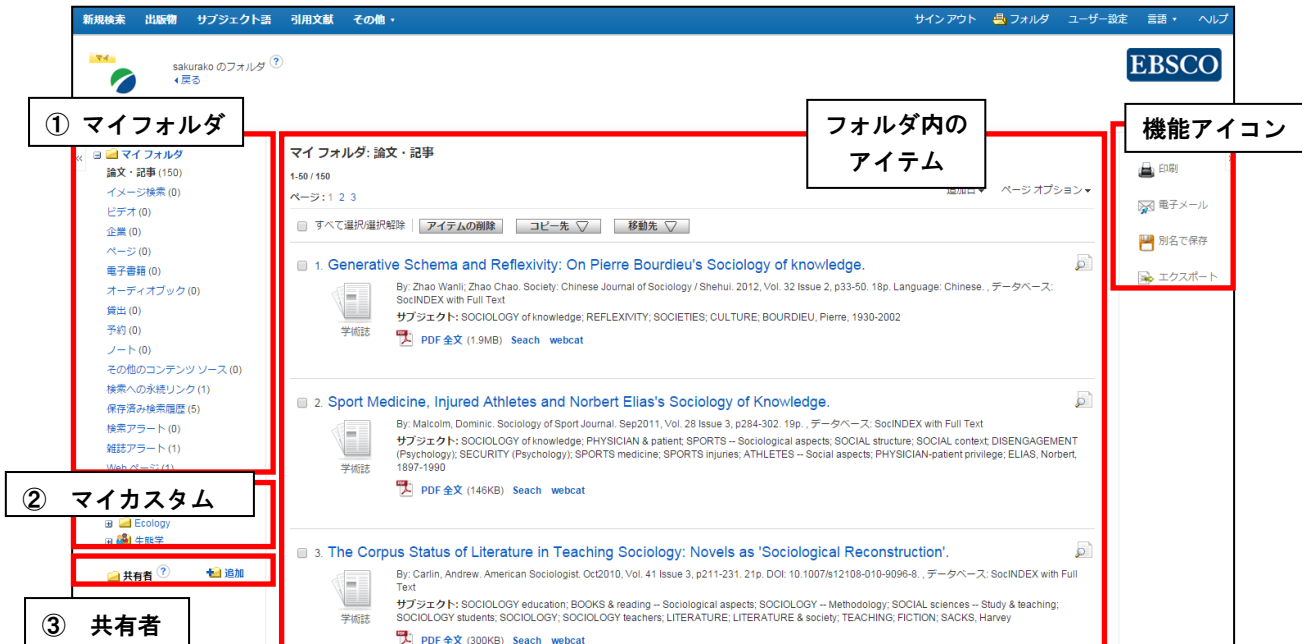 新規検索 出版物 サブジェクト語 引用文献 その他 サイン アウト フォルダ ユーザー設定 言語 ヘルプ
マイ
sakurako のフォルダ ?
戻る
EBSCO
① マイフォルダ
フォルダ内の
アイテム
機能アイコン
«
マイ フォルダ
論文・記事 (150)
イメージ検索 (0)
ビデオ (0)
企業 (0)
ページ (0)
電子書籍 (0)
オーディオブック (0)
貸出 (0)
予約 (0)
ノート (0)
その他のコンテンツ ソース (0)
検索への永続リンク (1)
保存済み検索履歴 (5)
検索アラート (0)
雑誌アラート (1)
Web ページ (1)
② マイカスタム
Ecology
生態学
共有者 ? 追加
③ 共有者
マイ フォルダ: 論文・記事
1-50 / 150
追加日 ページ オプション
ページ: 1 2 3
すべて選択/選択解除 アイテムの削除 コピー先 ▽ 移動先 ▽
1. Generative Schema and Reflexivity: On Pierre Bourdieu's Sociology of knowledge.
By: Zhao Wanli; Zhao Chao. Society: Chinese Journal of Sociology / Shehui. 2012, Vol. 32 Issue 2, p33-50. 18p. Language: Chinese. , データベース:
SocINDEX with Full Text
サブジェクト: SOCIOLOGY of knowledge; REFLEXIVITY; SOCIETIES; CULTURE; BOURDIEU, Pierre, 1930-2002
学術誌
PDF 全文 (1.9MB) Seach webcat
2. Sport Medicine, Injured Athletes and Norbert Elias's Sociology of Knowledge.
By: Malcolm, Dominic. Sociology of Sport Journal. Sep2011, Vol. 28 Issue 3, p284-302. 19p. , データベース: SocINDEX with Full Text
サブジェクト: SOCIOLOGY of knowledge; PHYSICIAN & patient; SPORTS -- Sociological aspects; SOCIAL structure; SOCIAL context; DISENGAGEMENT
(Psychology); SECURITY (Psychology); SPORTS medicine; SPORTS injuries; ATHLETES -- Social aspects; PHYSICIAN-patient privilege; ELIAS, Norbert,
1897-1990
学術誌
PDF 全文 (146KB) Seach webcat
3. The Corpus Status of Literature in Teaching Sociology: Novels as 'Sociological Reconstruction'.
By: Carlin, Andrew. American Sociologist. Oct2010, Vol. 41 Issue 3, p211-231. 21p. DOI: 10.1007/s12108-010-9096-8. , データベース: SocINDEX with Full
Text
サブジェクト: SOCIOLOGY education; BOOKS & reading -- Sociological aspects; SOCIOLOGY -- Methodology; SOCIAL sciences -- Study & teaching;
SOCIOLOGY students; SOCIOLOGY; SOCIOLOGY teachers; LITERATURE; LITERATURE & society; TEACHING; FICTION; SACKS, Harvey
学術誌
PDF 全文 (300KB) Seach webcat
印刷
電子メール
別名で保存
エクスポート